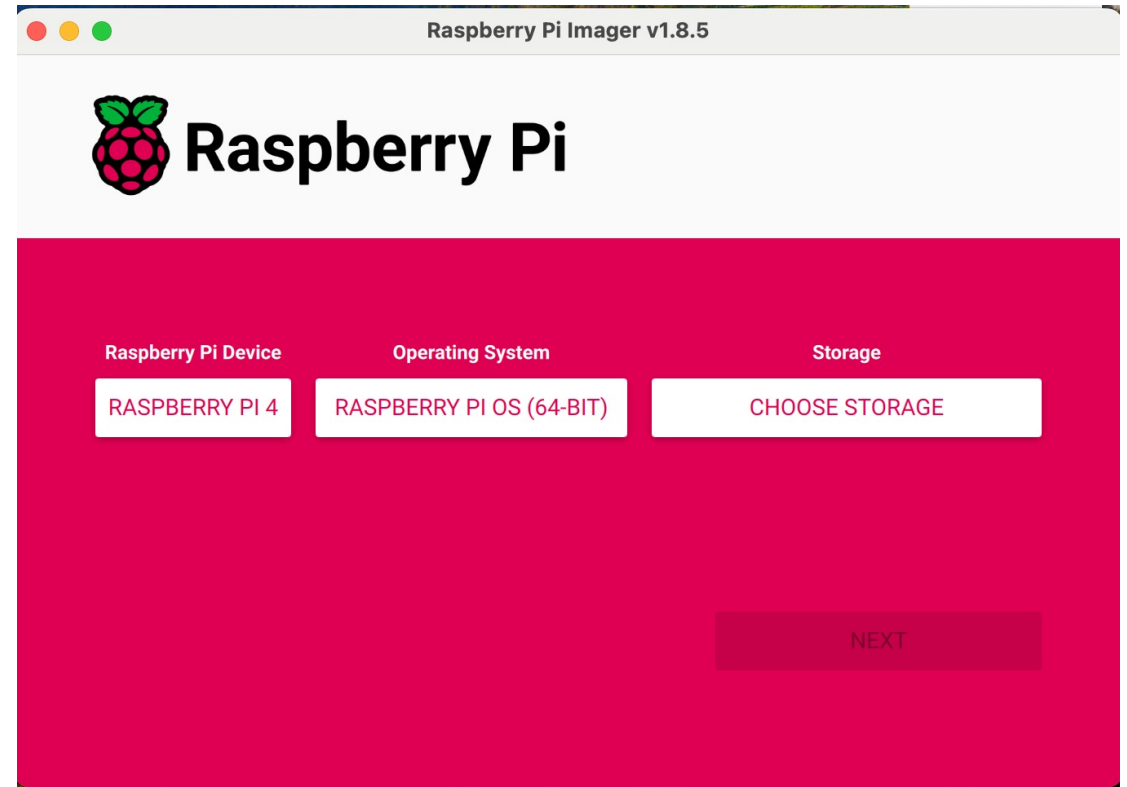 Raspberry Pi Imager v1.8.5
Raspberry Pi
Raspberry Pi Device
Operating System
Storage
RASPBERRY PI 4
RASPBERRY PI OS (64-BIT)
CHOOSE STORAGE
NEXT